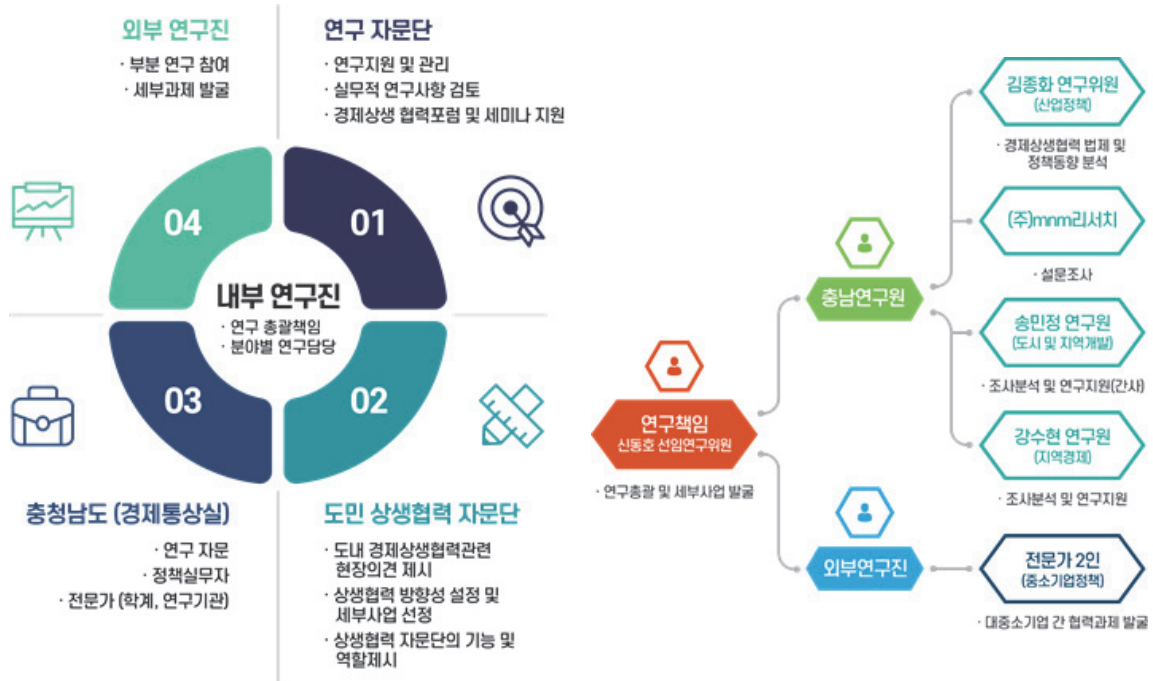 외부 연구진
· 부분 연구 참여
· 세부과제 발굴
연구 자문단
· 연구지원 및 관리
· 실무적 연구사항 검토
· 경제상생 협력포럼 및 세미나 지원
04
01
내부 연구진
· 연구 총괄책임
· 분야별 연구담당
03
02
충청남도 (경제통상실)
· 연구 자문
· 정책실무자
· 전문가 (학계, 연구기관)
도민 상생협력 자문단
· 도내 경제상생협력관련
현장의견 제시
· 상생협력 방향성 설정 및
세부사업 선정
· 상생협력 자문단의 기능 및
역할제시
연구책임
신동호 선임연구위원
· 연구총괄 및 세부사업 발굴
충남연구원
김종화 연구위원
(산업정책)
· 경제상생협력 법제 및
정책동향 분석
(주)mnm리서치
· 설문조사
송민정 연구원
(도시 및 지역개발)
· 조사분석 및 연구지원(간사)
강수현 연구원
(지역경제)
· 조사분석 및 연구지원
외부연구진
전문가 2인
(중소기업정책)
· 대중소기업 간 협력과제 발굴